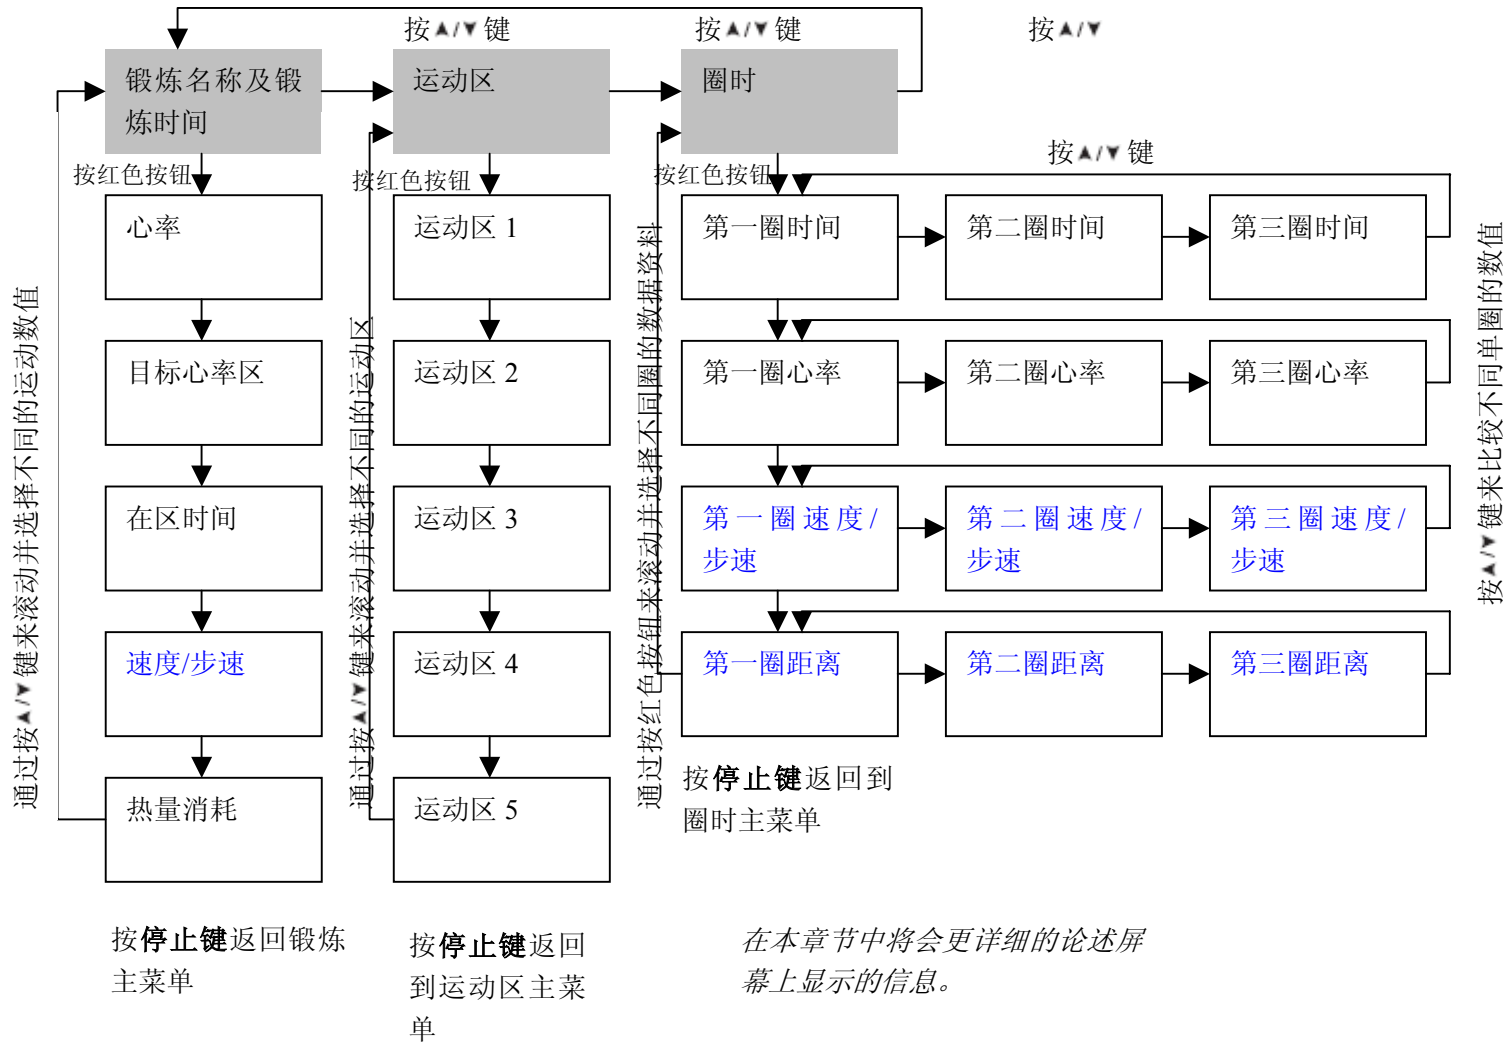 按▲/▼键
按▲/▼键
按▲/▼
锻炼名称及锻
炼时间
运动区
圈时
按▲/▼键
按红色按钮
按红色按钮
按红色按钮
心率
运动区 1
第一圈时间
第二圈时间
第三圈时间
目标心率区
运动区 2
第一圈心率
第二圈心率
第三圈心率
在区时间
运动区 3
第一圈速度/
步速
第二圈速度/
步速
第三圈速度/
步速
速度/步速
运动区 4
第一圈距离
第二圈距离
第三圈距离
热量消耗
运动区 5
通过按▲/▼键来滚动并选择不同的运动数值
通过按▲/▼键来滚动并选择不同的运动区
通过按红色按钮来滚动并选择不同圈的数据资料
按▲/▼键来比较不同单圈的数值
按停止键返回到
圈时主菜单
按停止键返回锻炼
主菜单
按停止键返回
到运动区主菜
单
在本章节中将会更详细的论述屏
幕上显示的信息。